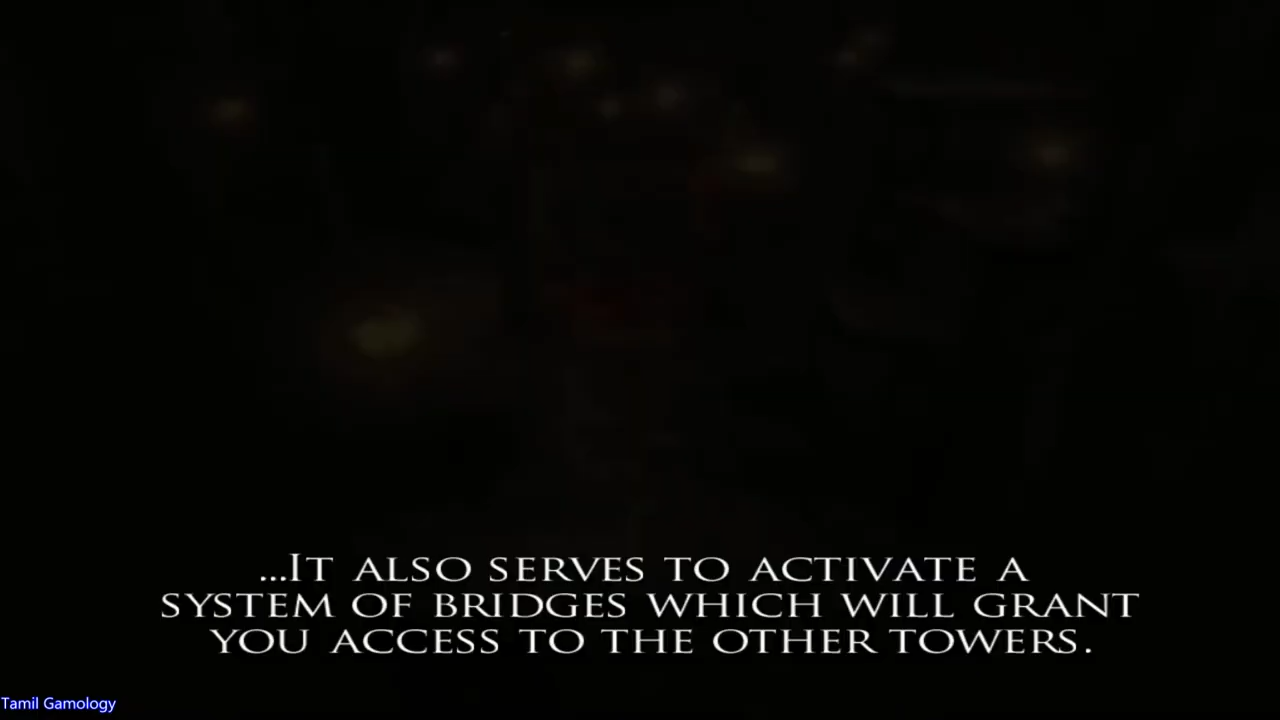 ...It also serves to activate a
system of bridges which will grant
you access to the other towers.
Tamil Gamology